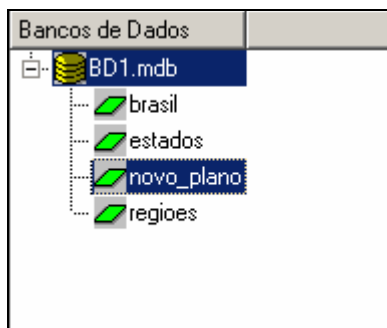 Bancos de Dados
BD1.mdb
brasil
estados
novo_plano
regioes